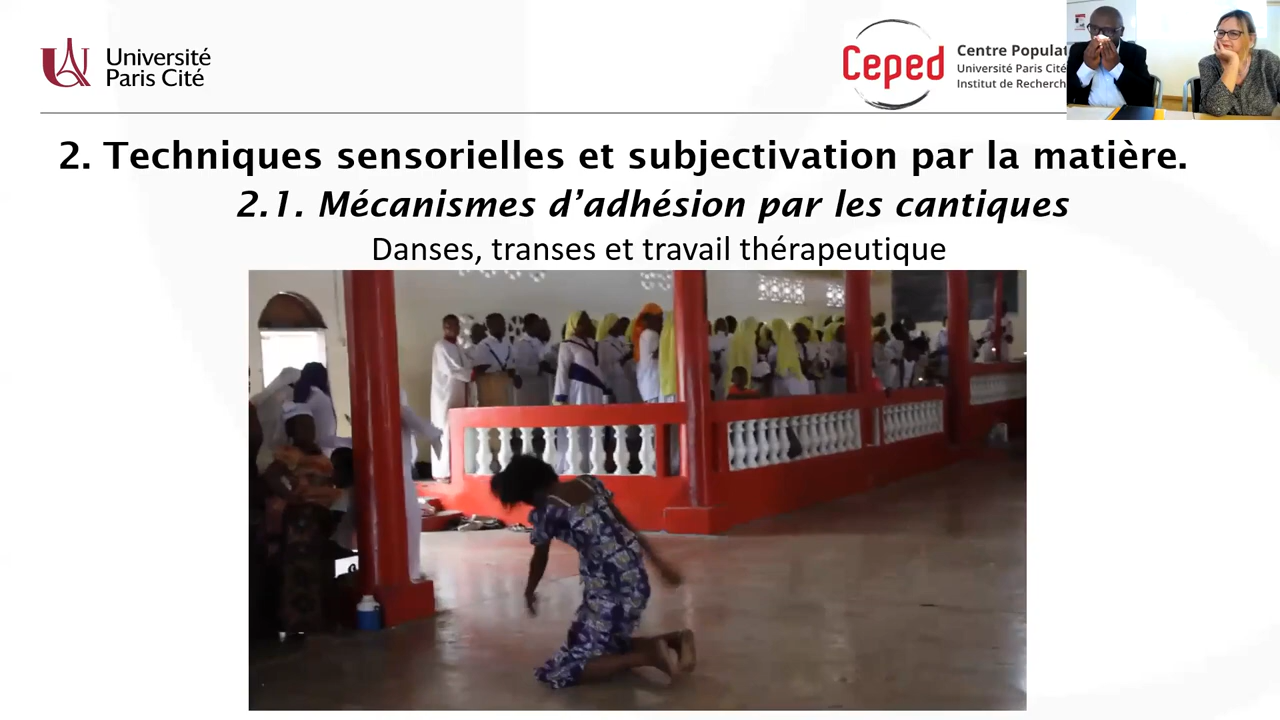 Université
Paris Cité
Ceped
Centre Populat
Université Paris Cité
Institut de Recherch
2. Techniques sensorielles et subjectivation par la matière.
2.1. Mécanismes d’adhésion par les cantiques
Danses, transes et travail thérapeutique